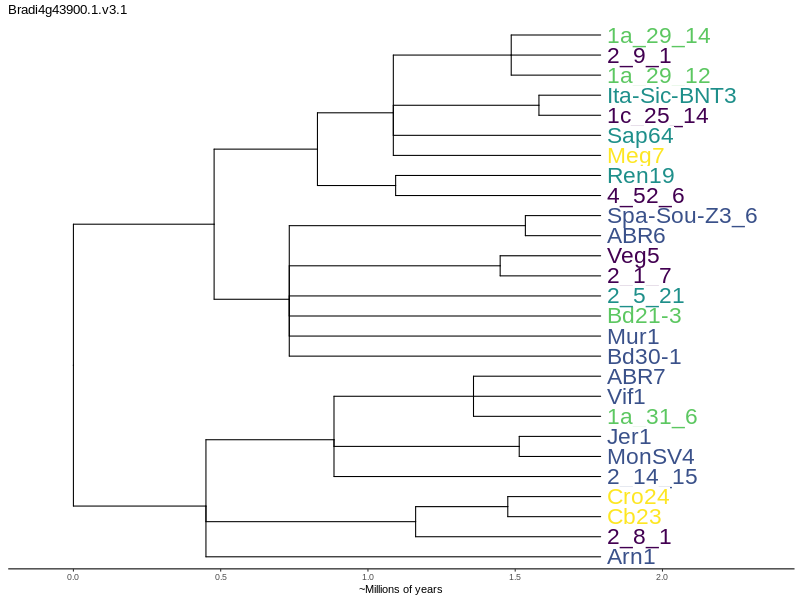 Bradi4g43900.1.v3.1
1a_29_14
2_9_1
1a_29_12
Ita-Sic-BNT3
1c_25_14
Sap64
Meq7
Ren19
4_52_6
Spa-Sou-Z3_6
ABR6
Veg5
2_1_7
2_5_21
Bd21-3
Mur1
Bd30-1
ABR7
Vif1
1a_31_6
Jer1
MonSV4
2_14_15
Cro24
Cb23
2_8_1
Arn1
0.0 0.5 1.0 1.5 2.0
~Millions of years